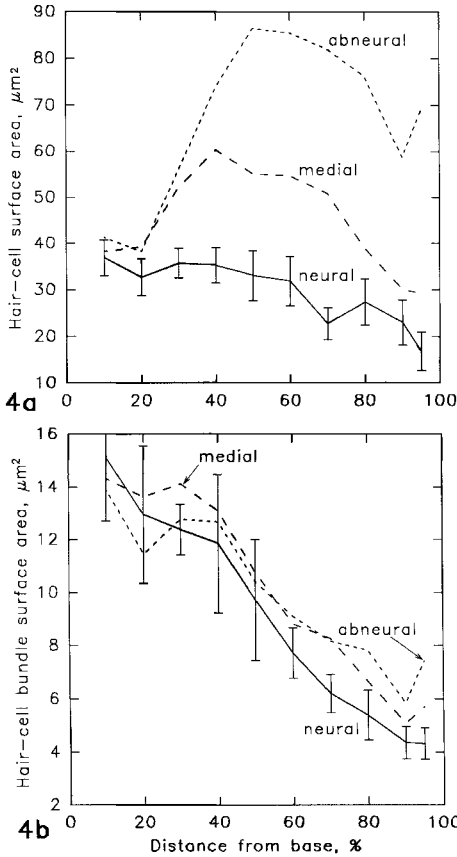 90
80
70
60
50
40
30
20
10
Hair-cell surface area, μm²
abneural
medial
neural
4a
0 20 40 60 80 100
16
14
12
10
8
6
4
2
Hair-cell bundle surface area, μm²
medial
abneural
neural
4b
0 20 40 60 80 100
Distance from base, %